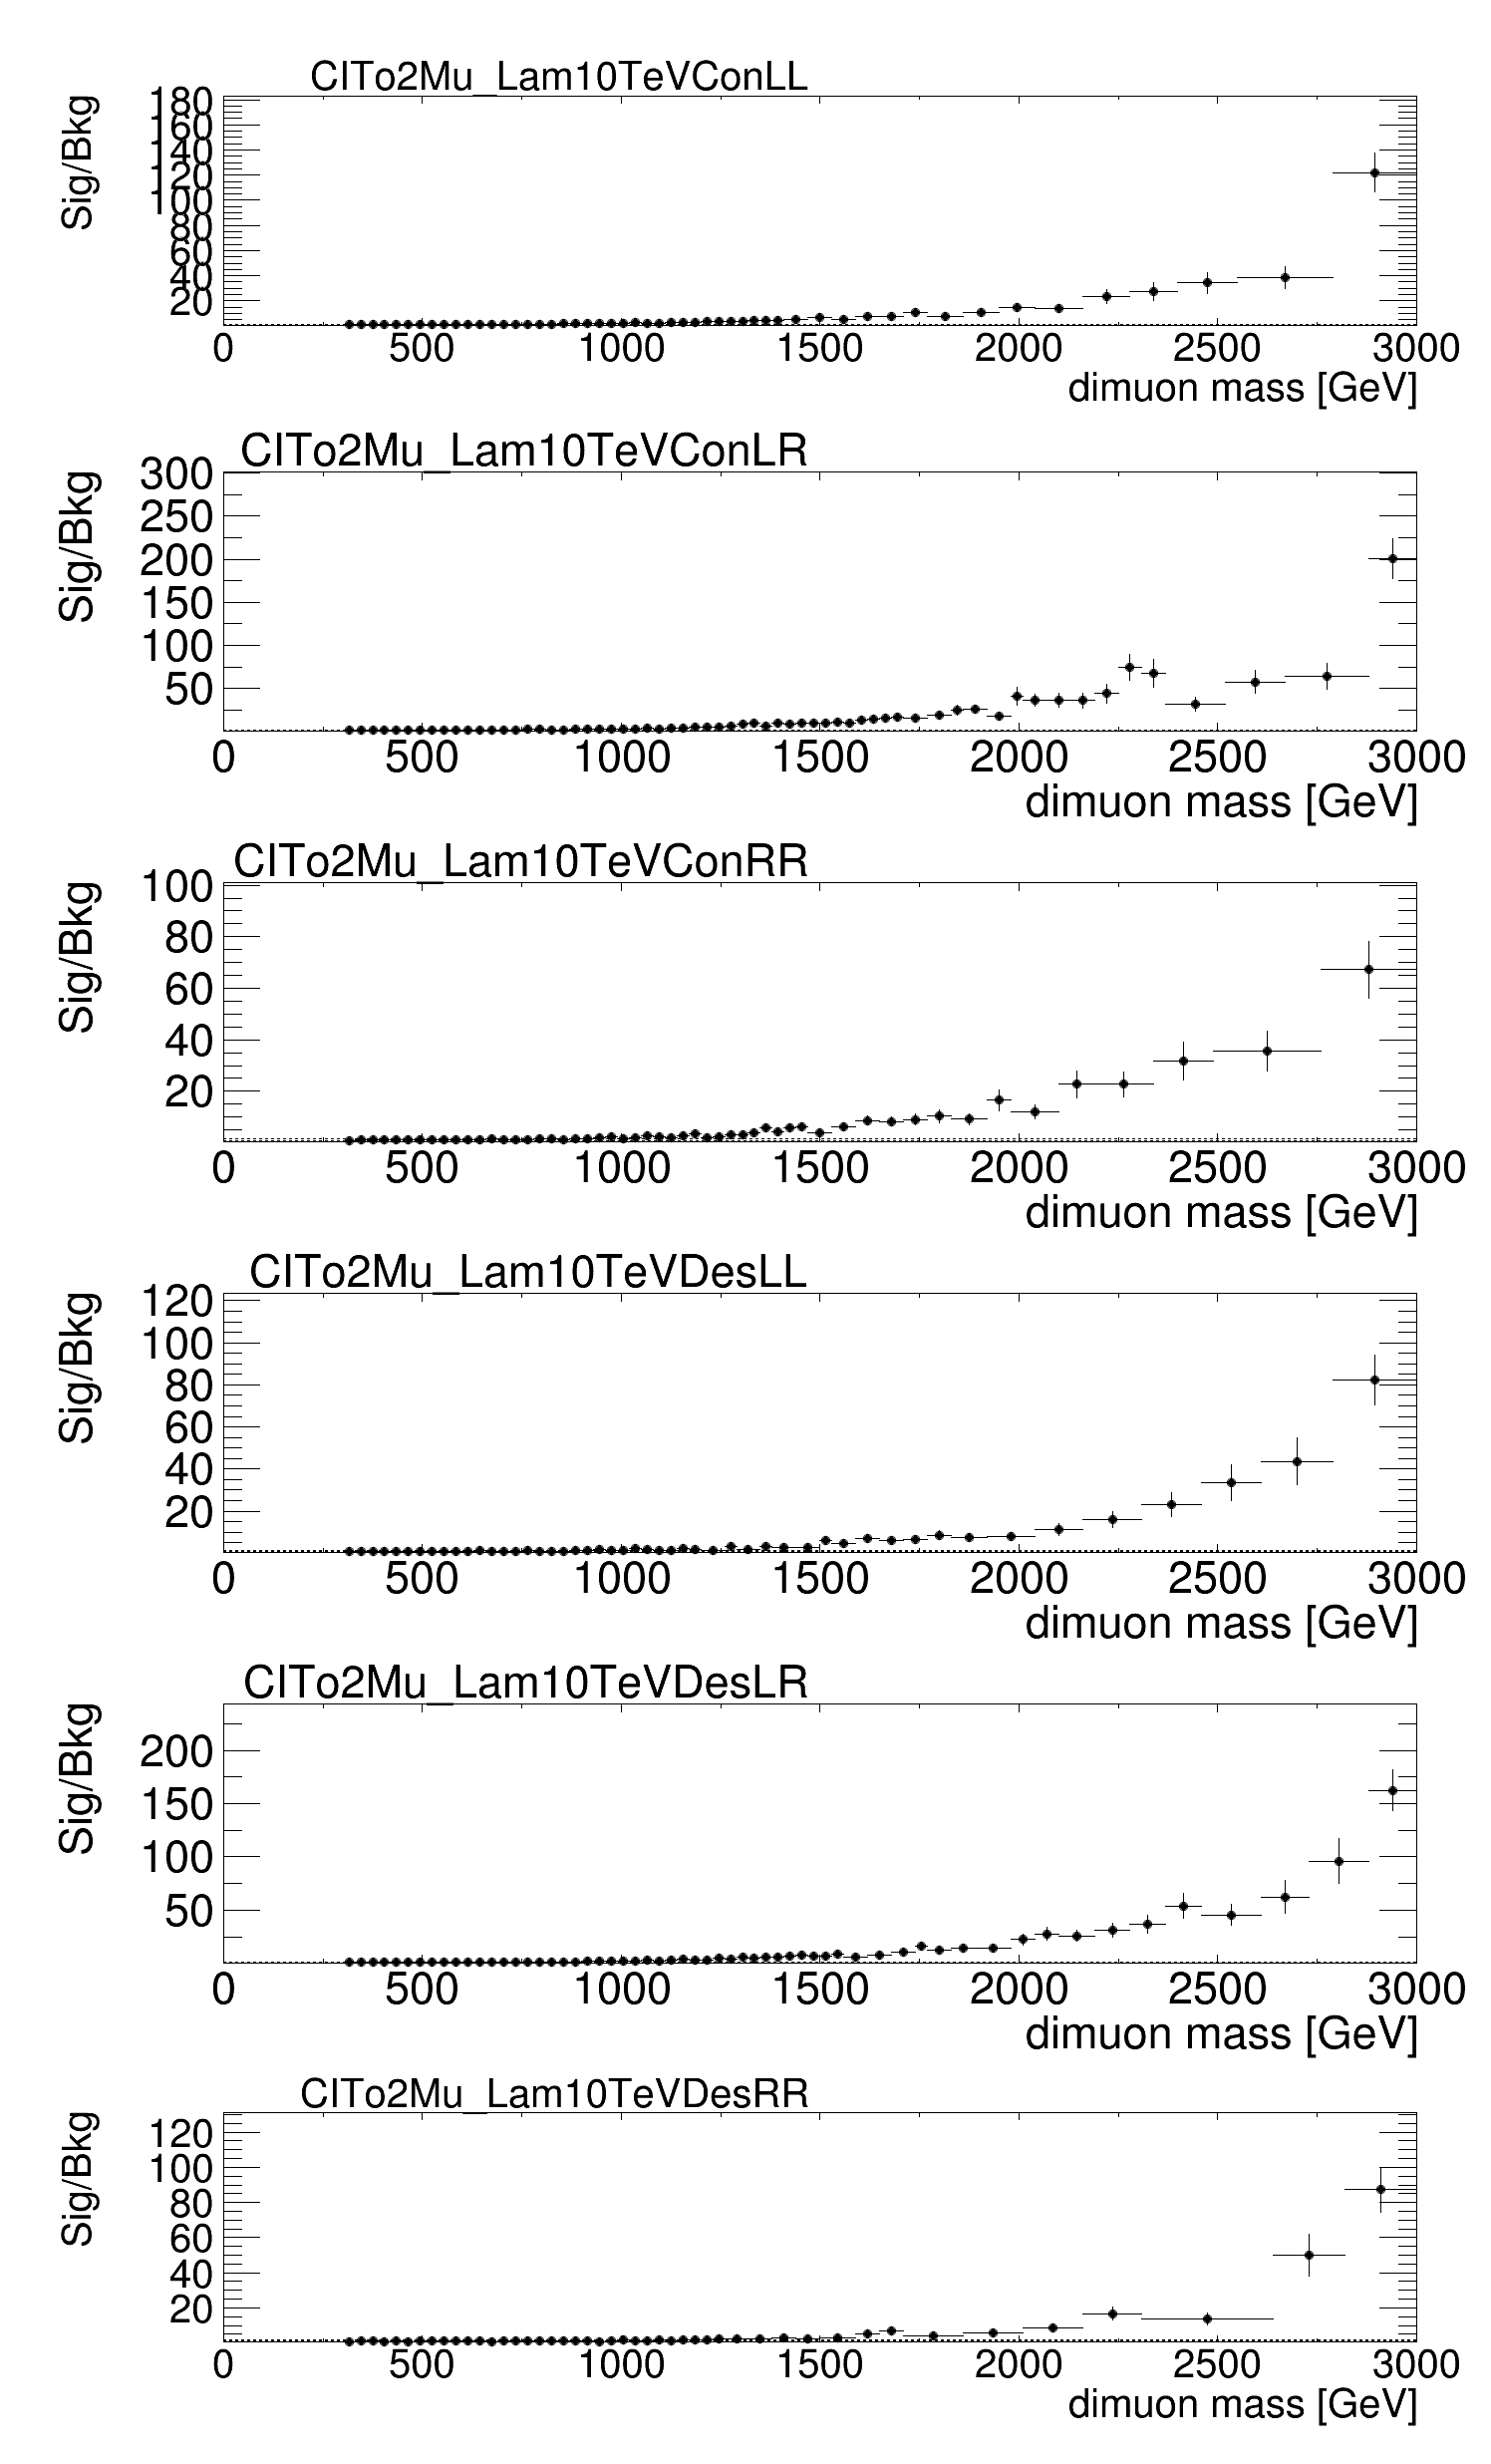 CITo2Mu_Lam10TeVConLL
Sig/Bkg
180
160
140
120
100
80
60
40
20
0 500 1000 1500 2000 2500 3000
dimuon mass [GeV]
CITo2Mu_Lam10TeVConLR
Sig/Bkg
300
250
200
150
100
50
0 500 1000 1500 2000 2500 3000
dimuon mass [GeV]
CITo2Mu_Lam10TeVConRR
Sig/Bkg
100
80
60
40
20
0 500 1000 1500 2000 2500 3000
dimuon mass [GeV]
CITo2Mu_Lam10TeVDesLL
Sig/Bkg
120
100
80
60
40
20
0 500 1000 1500 2000 2500 3000
dimuon mass [GeV]
CITo2Mu_Lam10TeVDesLR
Sig/Bkg
200
150
100
50
0 500 1000 1500 2000 2500 3000
dimuon mass [GeV]
CITo2Mu_Lam10TeVDesRR
Sig/Bkg
120
100
80
60
40
20
0 500 1000 1500 2000 2500 3000
dimuon mass [GeV]